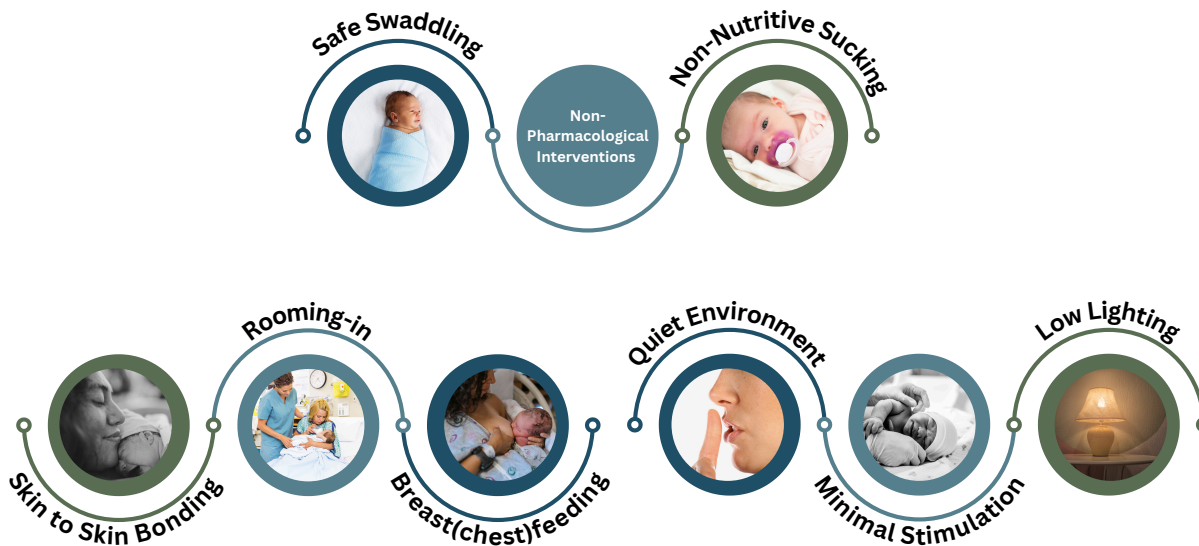 Safe Swaddling
Non-
Pharmacological
Interventions
Non-Nutritive Sucking
Skin to Skin Bonding
Rooming-in
Breast(chest)feeding
Quiet Environment
Minimal Stimulation
Low Lighting